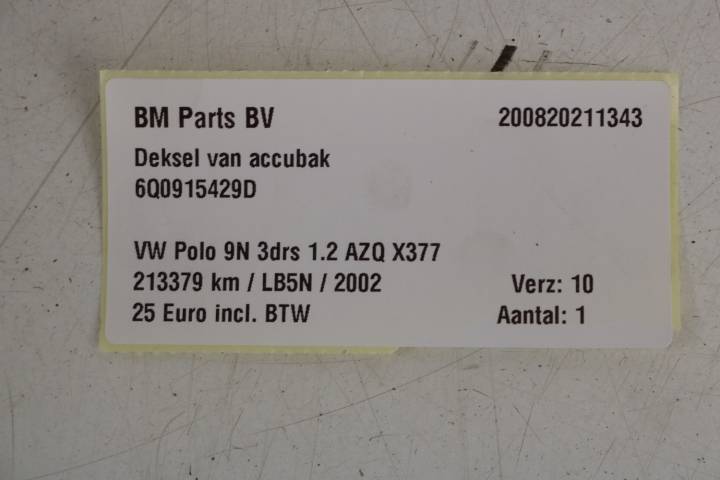 BM Parts BV 200820211343
Deksel van accubak
6Q0915429D
VW Polo 9N 3drs 1.2 AZQ X377
213379 km / LB5N / 2002 Verz: 10
25 Euro incl. BTW Aantal: 1